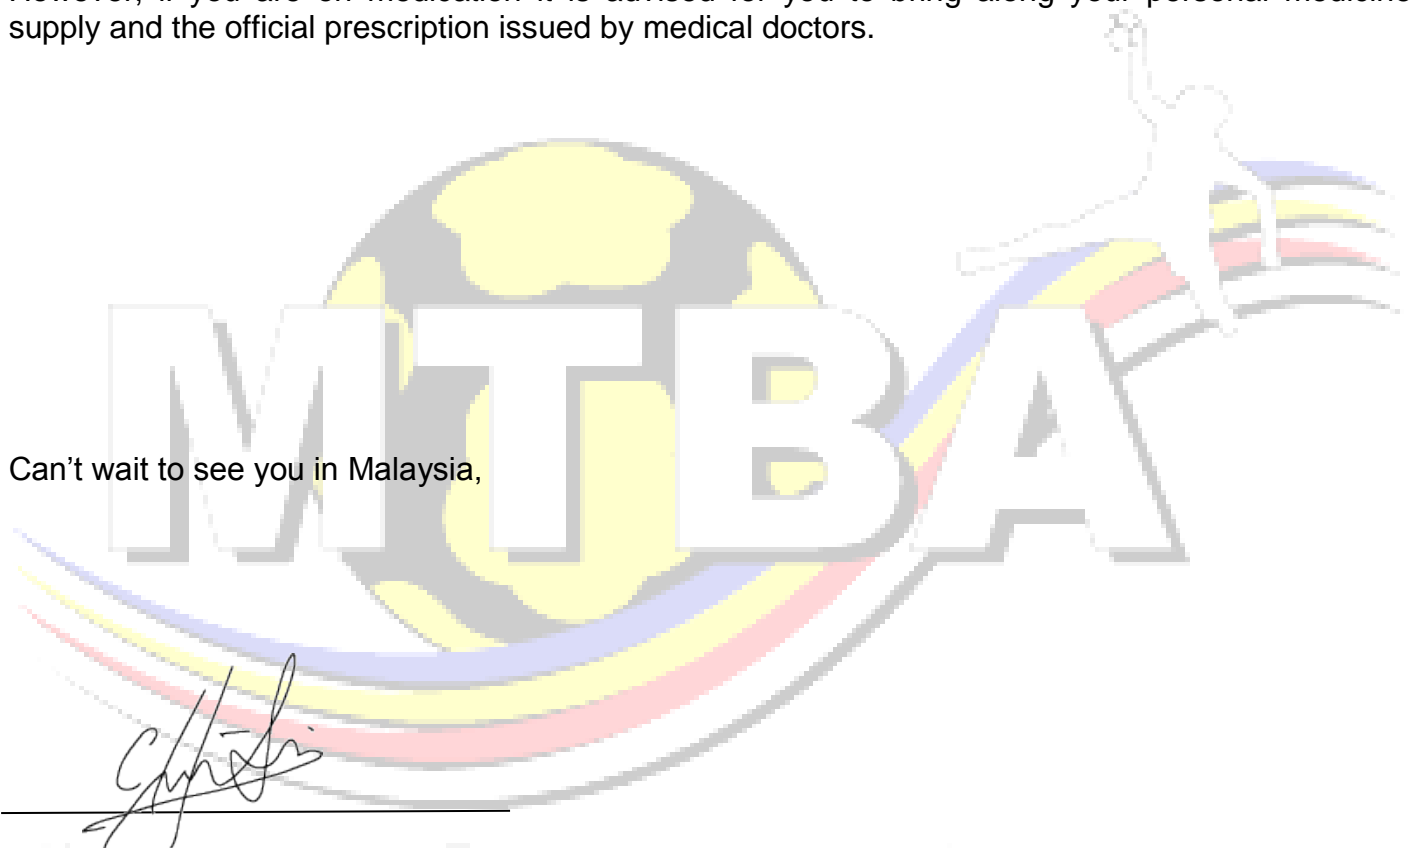 However, if you are on medication it is advised for you to bring along your personal medicine
supply and the official prescription issued by medical doctors.
MTBA
Can’t wait to see you in Malaysia,